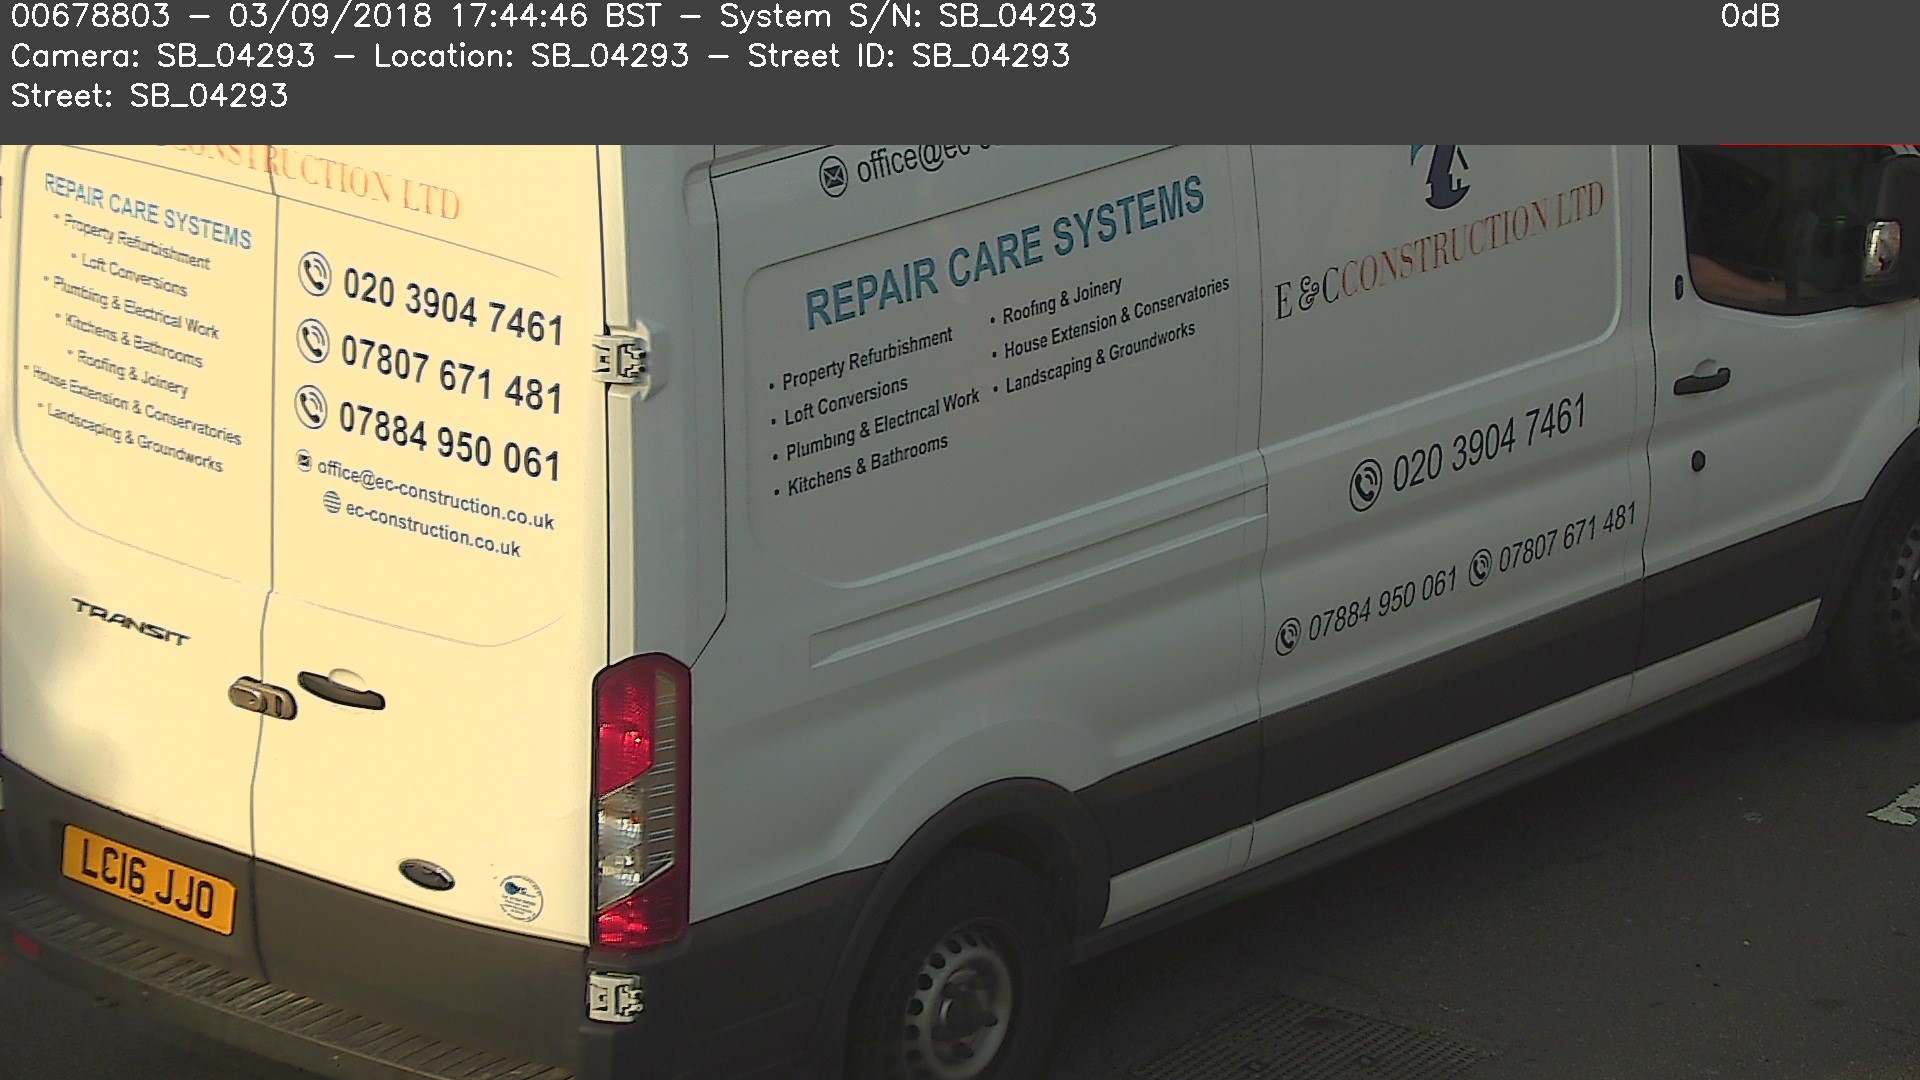 00678803 - 03/09/2018 17:44:46 BST - System S/N: SB_04293
0dB
Camera: SB_04293 - Location: SB_04293 - Street ID: SB_04293
Street: SB_04293
CONSTRUCTION LTD
REPAIR CARE SYSTEMS
• Property Refurbishment
• Loft Conversions
• Plumbing & Electrical Work
• Kitchens & Bathrooms
• Roofing & Joinery
• House Extension & Conservatories
• Landscaping & Groundworks
020 3904 7461
07807 671 481
07884 950 061
office@ec-construction.co.uk
ec-construction.co.uk
TRANSIT
LC16 JJO
office@ec-
REPAIR CARE SYSTEMS
• Property Refurbishment
• Loft Conversions
• Plumbing & Electrical Work
• Kitchens & Bathrooms
• Roofing & Joinery
• House Extension & Conservatories
• Landscaping & Groundworks
E & CCONSTRUCTION LTD
020 3904 7461
07884 950 061 07807 671 481